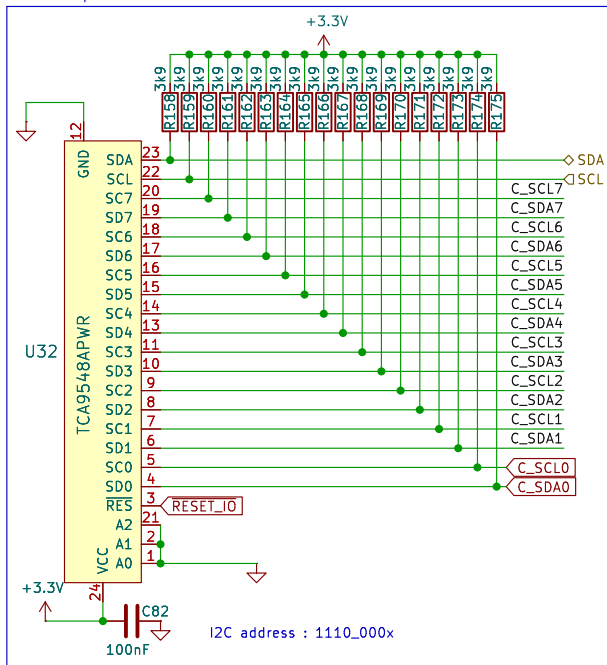 +3.3V
3k9 3k9 3k9 3k9 3k9 3k9 3k9 3k9 3k9 3k9 3k9 3k9 3k9 3k9 3k9 3k9 3k9 3k9
R158 R159 R160 R161 R162 R163 R164 R165 R166 R167 R168 R169 R170 R171 R172 R173 R174 R175
12
GND
SDA 23 SDA
SCL 22 SCL
SC7 20 C_SCL7
SD7 19 C_SDA7
SC6 18 C_SCL6
SD6 17 C_SDA6
SC5 16 C_SCL5
SD5 15 C_SDA5
SC4 14 C_SCL4
SD4 13 C_SDA4
SC3 11 C_SCL3
SD3 10 C_SDA3
SC2 9 C_SCL2
SD2 8 C_SDA2
SC1 7 C_SCL1
SD1 6 C_SDA1
SC0 5 C_SCL0
SD0 4 C_SDA0
RES 3 RESET_IO
A2 21
A1 2
A0 1
U32
TCA9548APWR
VCC
24
+3.3V
C82
100nF
I2C address : 1110_000x